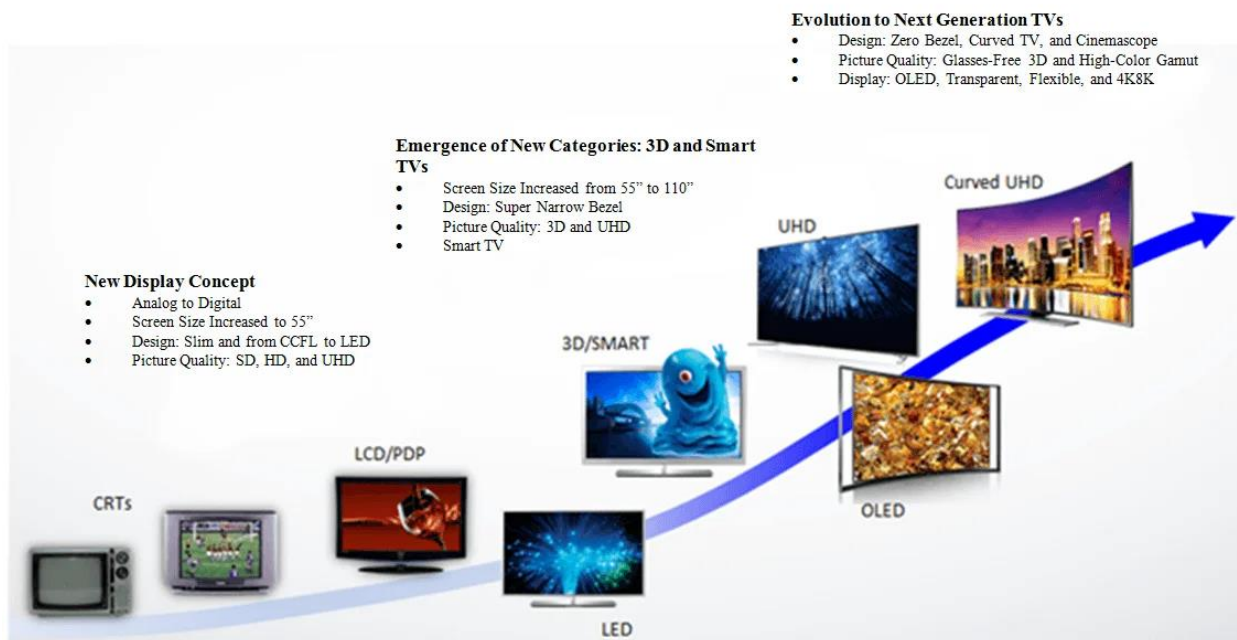 Evolution to Next Generation TVs
• Design: Zero Bezel, Curved TV, and Cinemascope
• Picture Quality: Glasses-Free 3D and High-Color Gamut
• Display: OLED, Transparent, Flexible, and 4K8K
Emergence of New Categories: 3D and Smart
TVs
• Screen Size Increased from 55” to 110”
• Design: Super Narrow Bezel
• Picture Quality: 3D and UHD
• Smart TV
New Display Concept
• Analog to Digital
• Screen Size Increased to 55”
• Design: Slim and from CCFL to LED
• Picture Quality: SD, HD, and UHD
CRTs
LCD/PDP
LED
3D/SMART
UHD
OLED
Curved UHD